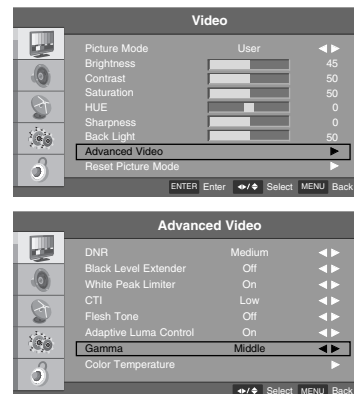 Video
Picture Mode User
Brightness 45
Contrast 50
Saturation 50
HUE 0
Sharpness 0
Back Light 50
Advanced Video
Reset Picture Mode
ENTER Enter Select MENU Back
Advanced Video
DNR Medium
Black Level Extender Off
White Peak Limiter On
CTI Low
Flesh Tone Off
Adaptive Luma Control On
Gamma Middle
Color Temperature
Select MENU Back